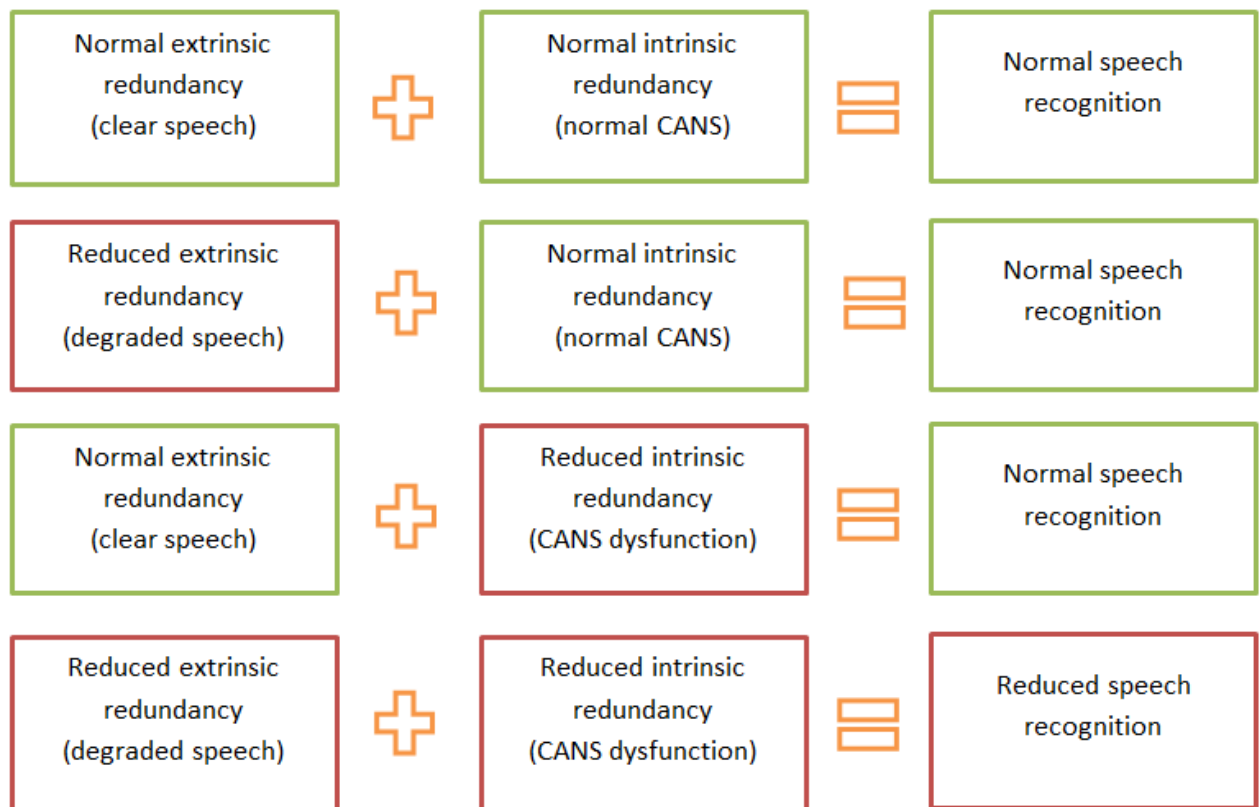 Normal extrinsic
redundancy
(clear speech)
Normal intrinsic
redundancy
(normal CANS)
Normal speech
recognition
Reduced extrinsic
redundancy
(degraded speech)
Normal intrinsic
redundancy
(normal CANS)
Normal speech
recognition
Normal extrinsic
redundancy
(clear speech)
Reduced intrinsic
redundancy
(CANS dysfunction)
Normal speech
recognition
Reduced extrinsic
redundancy
(degraded speech)
Reduced intrinsic
redundancy
(CANS dysfunction)
Reduced speech
recognition